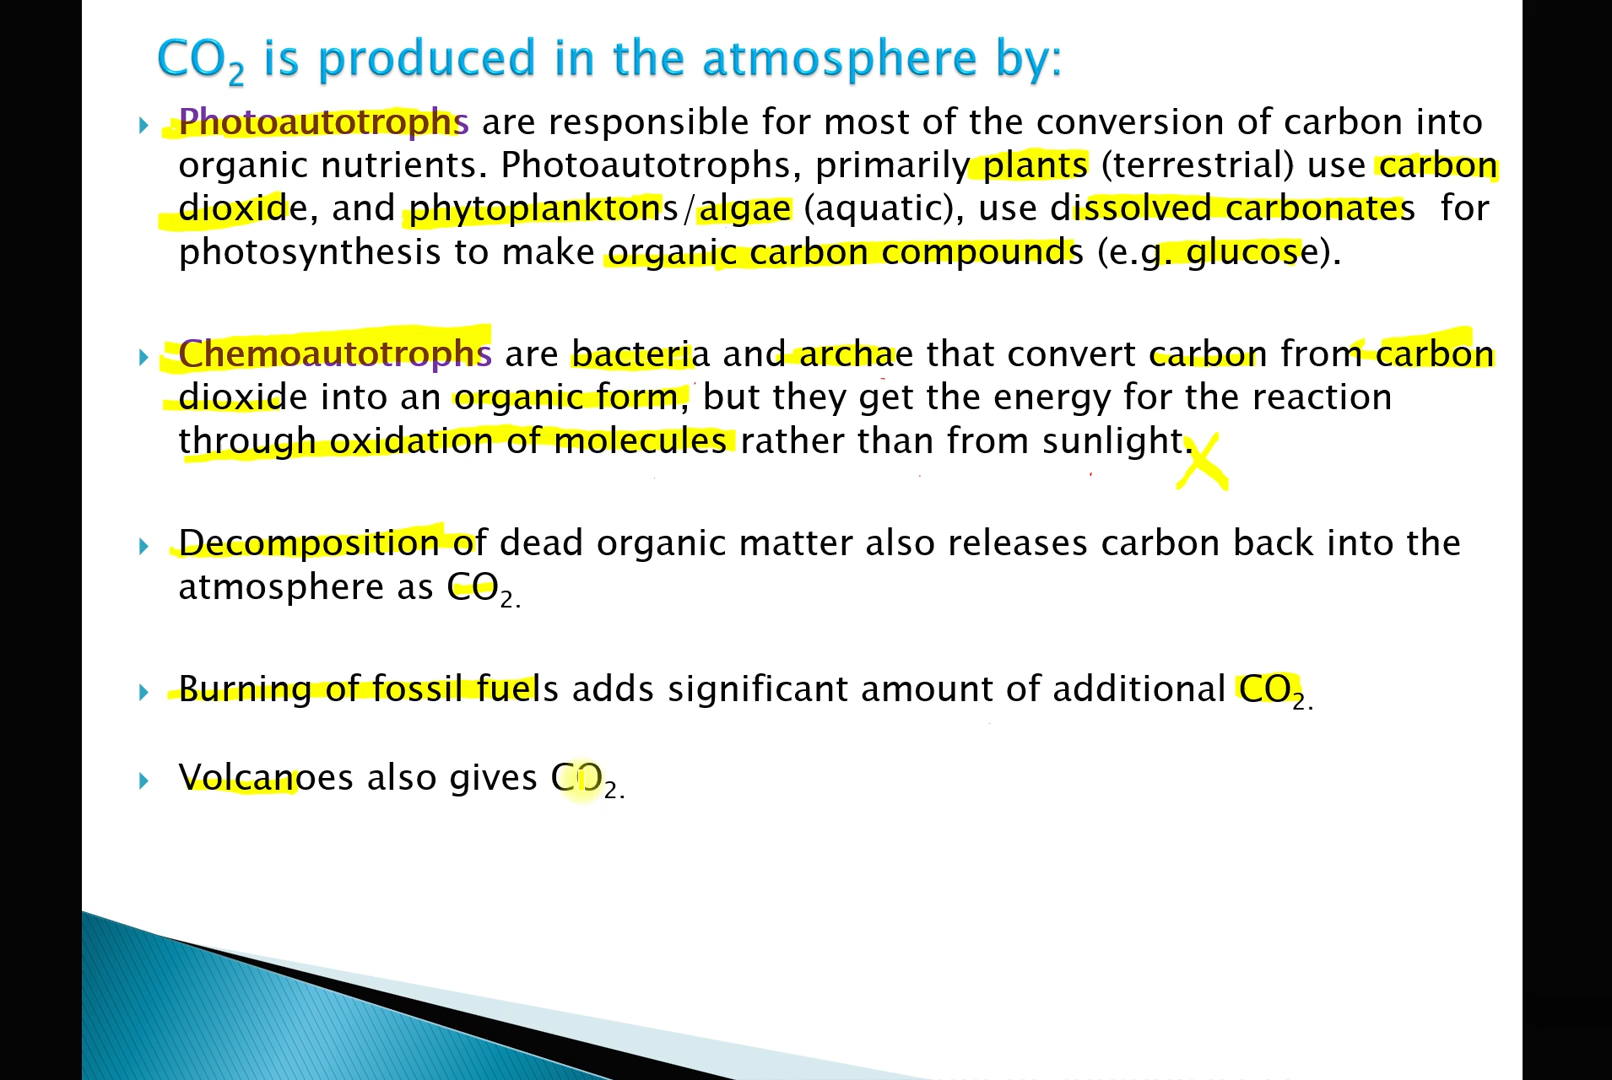 CO₂ is produced in the atmosphere by:
Photoautotrophs are responsible for most of the conversion of carbon into
organic nutrients. Photoautotrophs, primarily plants (terrestrial) use carbon
dioxide, and phytoplanktons/algae (aquatic), use dissolved carbonates for
photosynthesis to make organic carbon compounds (e.g. glucose).
Chemoautotrophs are bacteria and archae that convert carbon from carbon
dioxide into an organic form, but they get the energy for the reaction
through oxidation of molecules rather than from sunlight.
Decomposition of dead organic matter also releases carbon back into the
atmosphere as CO₂.
Burning of fossil fuels adds significant amount of additional CO₂.
Volcanoes also gives CO₂.